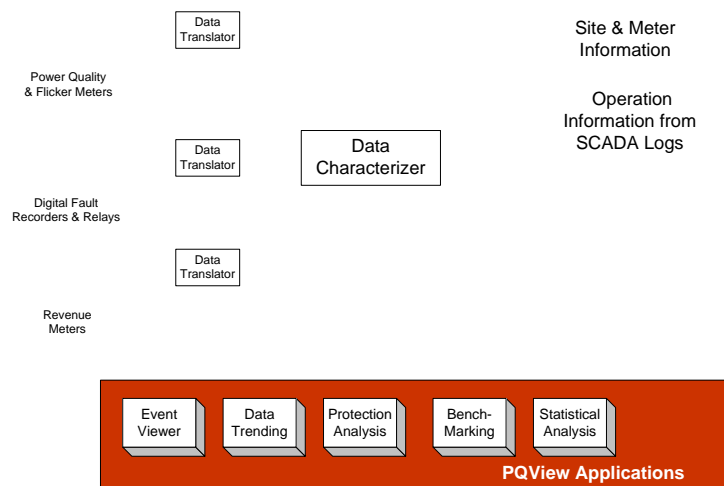 Data
Translator
Site & Meter
Information
Power Quality
& Flicker Meters
Operation
Information from
SCADA Logs
Data
Translator
Data
Characterizer
Digital Fault
Recorders & Relays
Data
Translator
Revenue
Meters
Event
Viewer
Data
Trending
Protection
Analysis
Bench-
Marking
Statistical
Analysis
PQView Applications